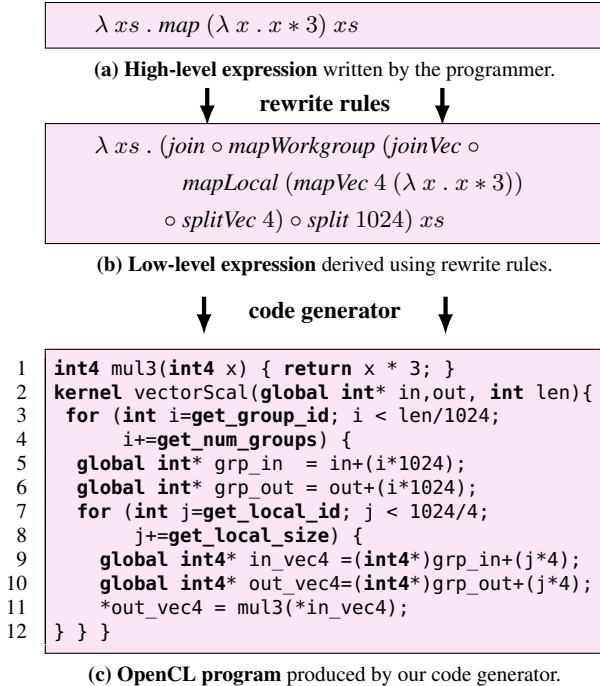 λ xs . map (λ x . x ∗ 3) xs
(a) High-level expression written by the programmer.
rewrite rules
λ xs . (join ∘ mapWorkgroup (joinVec ∘
mapLocal (mapVec 4 (λ x . x ∗ 3))
∘ splitVec 4) ∘ split 1024) xs
(b) Low-level expression derived using rewrite rules.
code generator
1 int4 mul3(int4 x) { return x * 3; }
2 kernel vectorScal(global int* in,out, int len){
3 for (int i=get_group_id; i < len/1024;
4 i+=get_num_groups) {
5 global int* grp_in = in+(i*1024);
6 global int* grp_out = out+(i*1024);
7 for (int j=get_local_id; j < 1024/4;
8 j+=get_local_size) {
9 global int4* in_vec4 =(int4*)grp_in+(j*4);
10 global int4* out_vec4=(int4*)grp_out+(j*4);
11 *out_vec4 = mul3(*in_vec4);
12 } } }
(c) OpenCL program produced by our code generator.